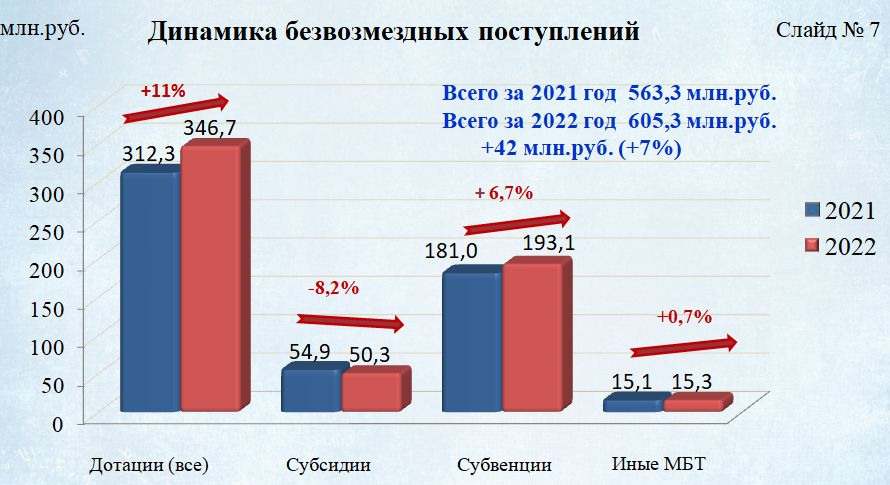 млн.руб.
Динамика безвозмездных поступлений
Слайд № 7
Всего за 2021 год 563,3 млн.руб.
Всего за 2022 год 605,3 млн.руб.
+42 млн.руб. (+7%)
+11%
400
350
300
250
200
150
100
50
0
312,3
346,7
-8,2%
54,9
50,3
+ 6,7%
181,0
193,1
+0,7%
15,1
15,3
2021
2022
Дотации (все)
Субсидии
Субвенции
Иные МБТ